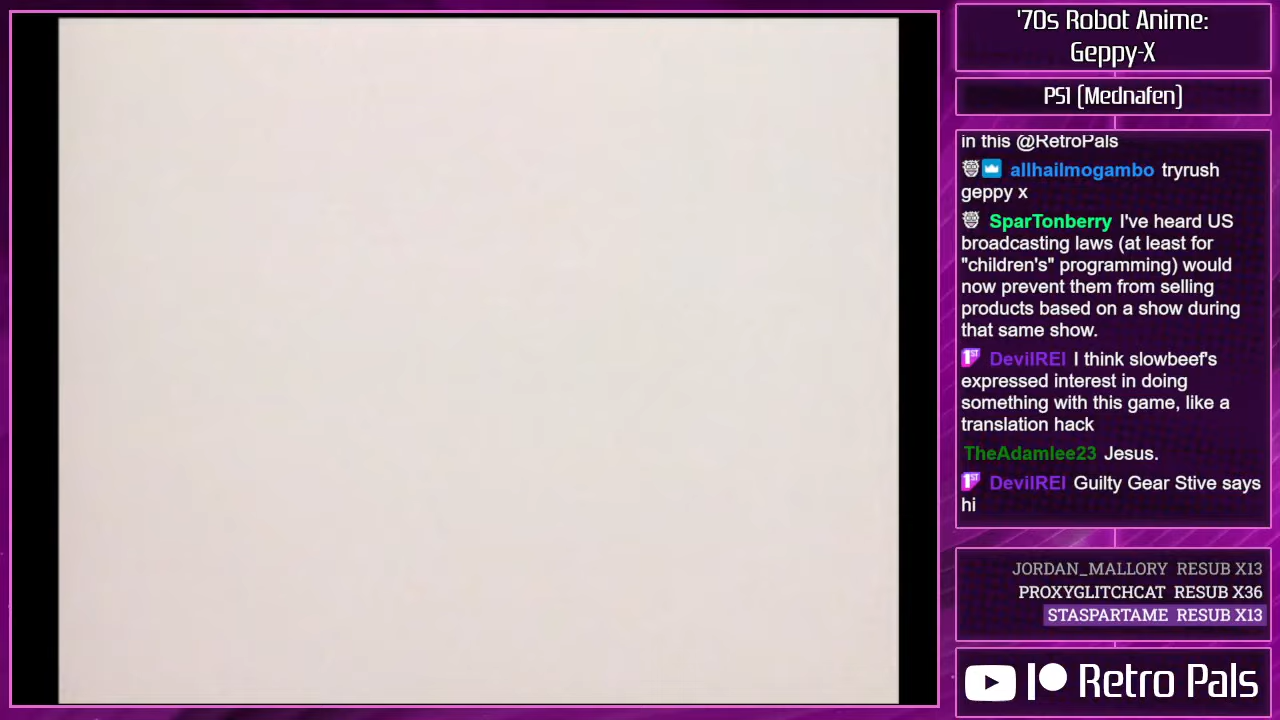 '70s Robot Anime:
Geppy-X
PS1 (Mednafen)
in this @RetroPals
allhailmogambo tryrush
geppy x
SparTonberry I've heard US
broadcasting laws (at least for
"children's" programming) would
now prevent them from selling
products based on a show during
that same show.
1ST DevilREI I think slowbeef's
expressed interest in doing
something with this game, like a
translation hack
TheAdamlee23 Jesus.
1ST DevilREI Guilty Gear Stive says
hi
JORDAN_MALLORY RESUB X13
PROXYGLITCHCAT RESUB X36
STASPARTAME RESUB X13
Retro Pals